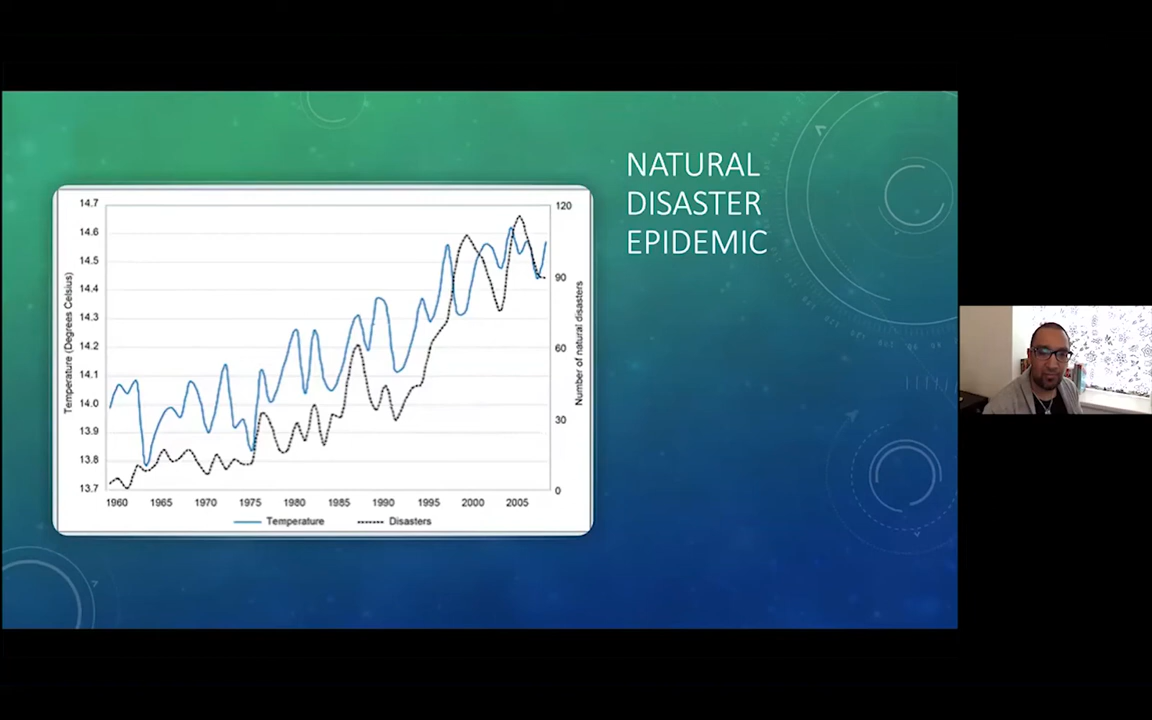 NATURAL
DISASTER
EPIDEMIC
14.7
14.6
14.5
14.4
14.3
14.2
14.1
14.0
13.9
13.8
13.7
Temperature (Degrees Celsius)
120
90
60
30
0
Number of natural disasters
1960 1965 1970 1975 1980 1985 1990 1995 2000 2005
Temperature Disasters